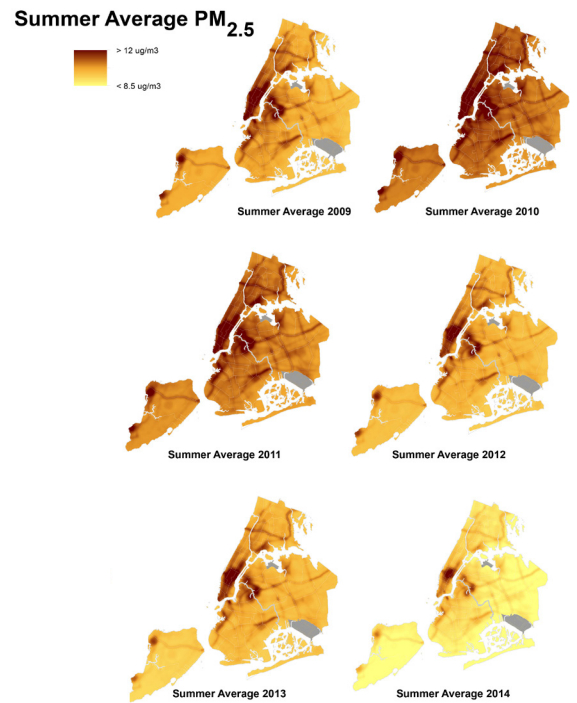 Summer Average PM2.5
> 12 ug/m3
< 8.5 ug/m3
Summer Average 2009
Summer Average 2010
Summer Average 2011
Summer Average 2012
Summer Average 2013
Summer Average 2014